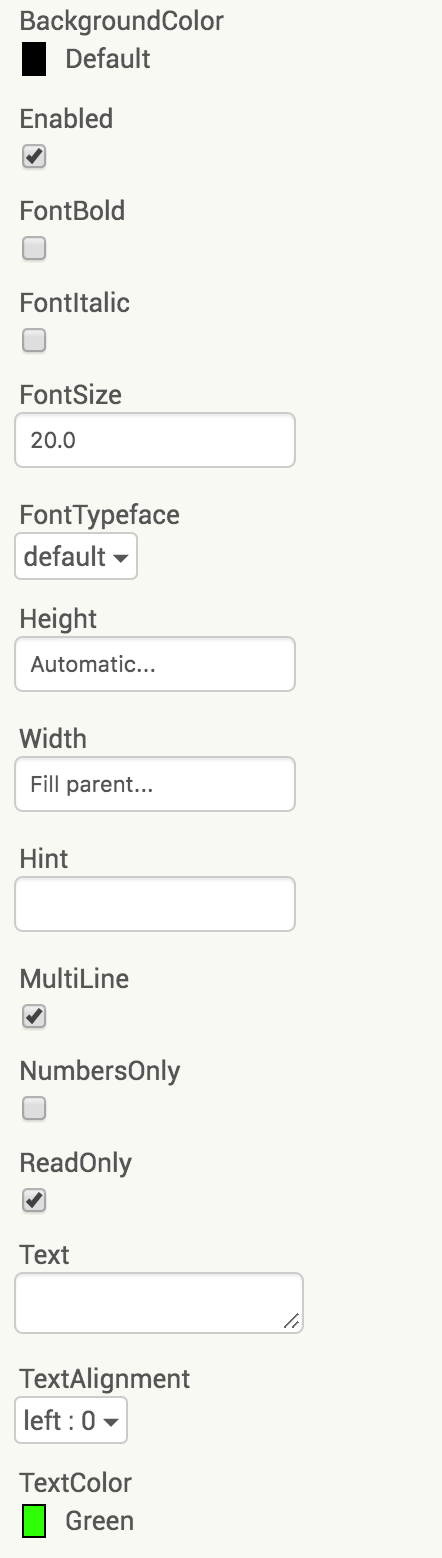 BackgroundColor
Default
Enabled
FontBold
FontItalic
FontSize
20.0
FontTypeface
default
Height
Automatic...
Width
Fill parent...
Hint
MultiLine
NumbersOnly
ReadOnly
Text
TextAlignment
left : 0
TextColor
Green